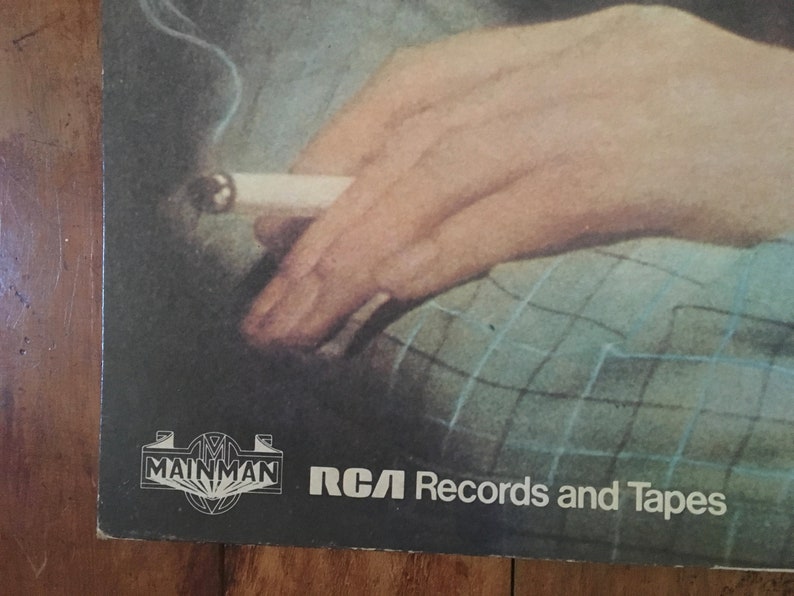 MAINMAN
RCA Records and Tapes